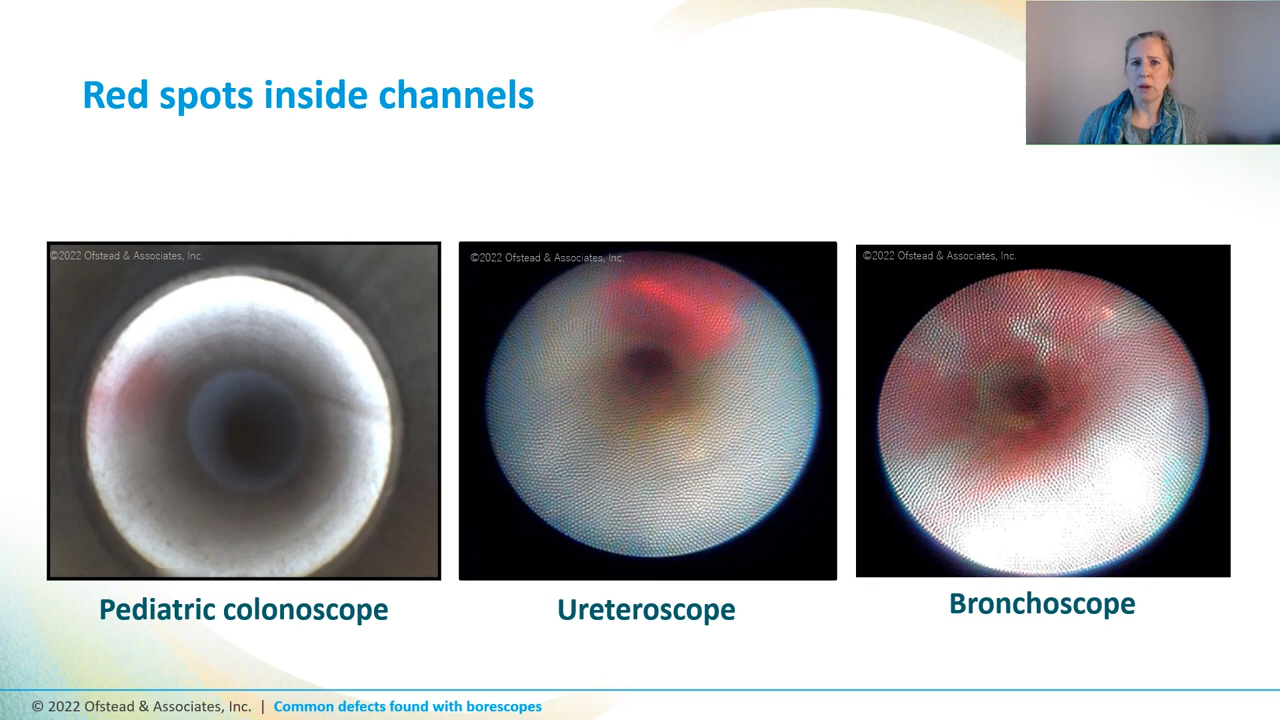 Red spots inside channels
©2022 Ofstead & Associates, Inc.
©2022 Ofstead & Associates, Inc.
©2022 Ofstead & Associates, Inc.
Pediatric colonoscope
Ureteroscope
Bronchoscope
© 2022 Ofstead & Associates, Inc. | Common defects found with borescopes